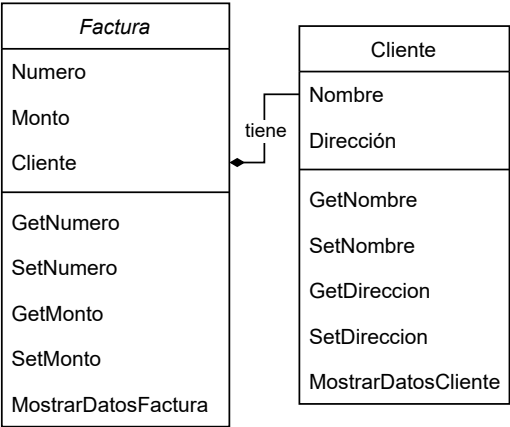 Factura
Numero
Monto
Cliente
GetNumero
SetNumero
GetMonto
SetMonto
MostrarDatosFactura
tiene
Cliente
Nombre
Dirección
GetNombre
SetNombre
GetDireccion
SetDireccion
MostrarDatosCliente